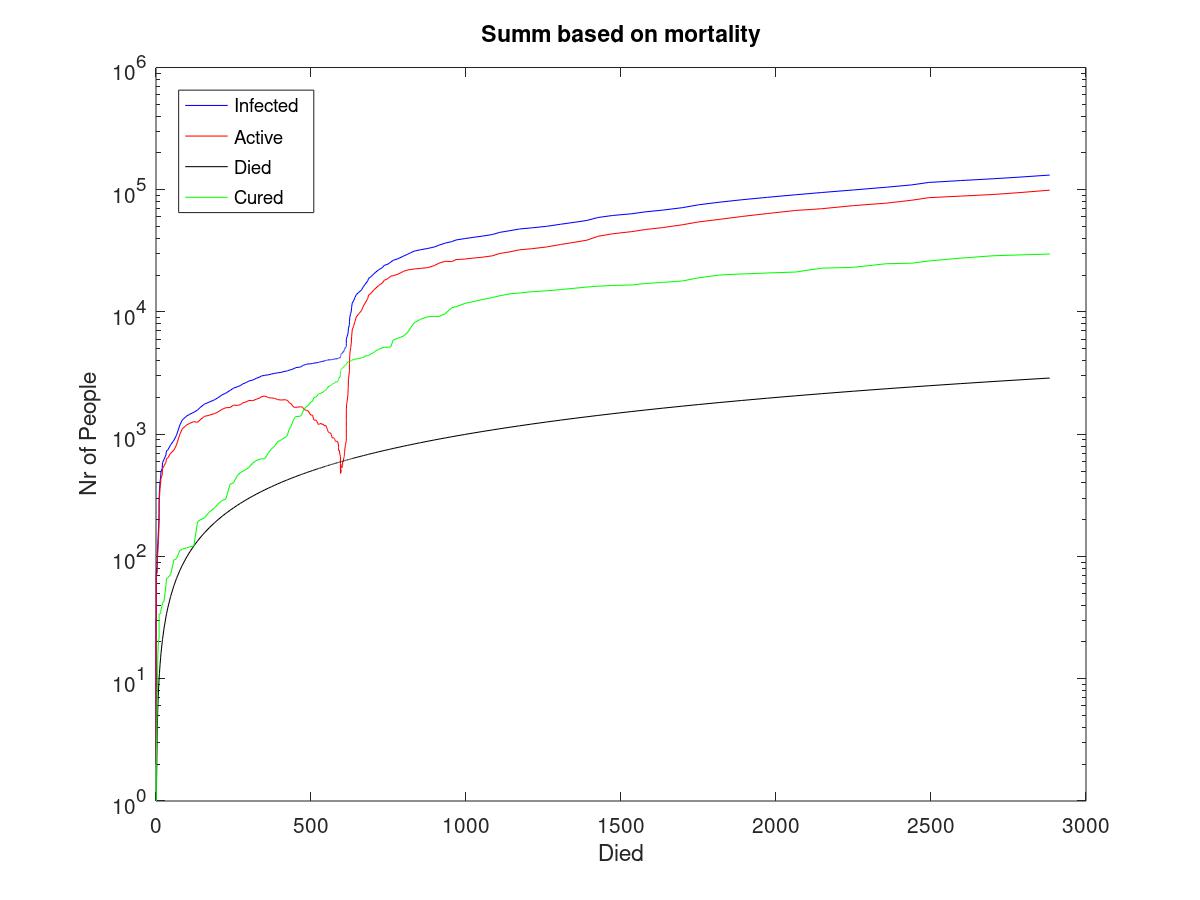 Summ based on mortality
10^6
10^5
10^4
10^3
10^2
10^1
10^0
Nr of People
Infected
Active
Died
Cured
0 500 1000 1500 2000 2500 3000
Died